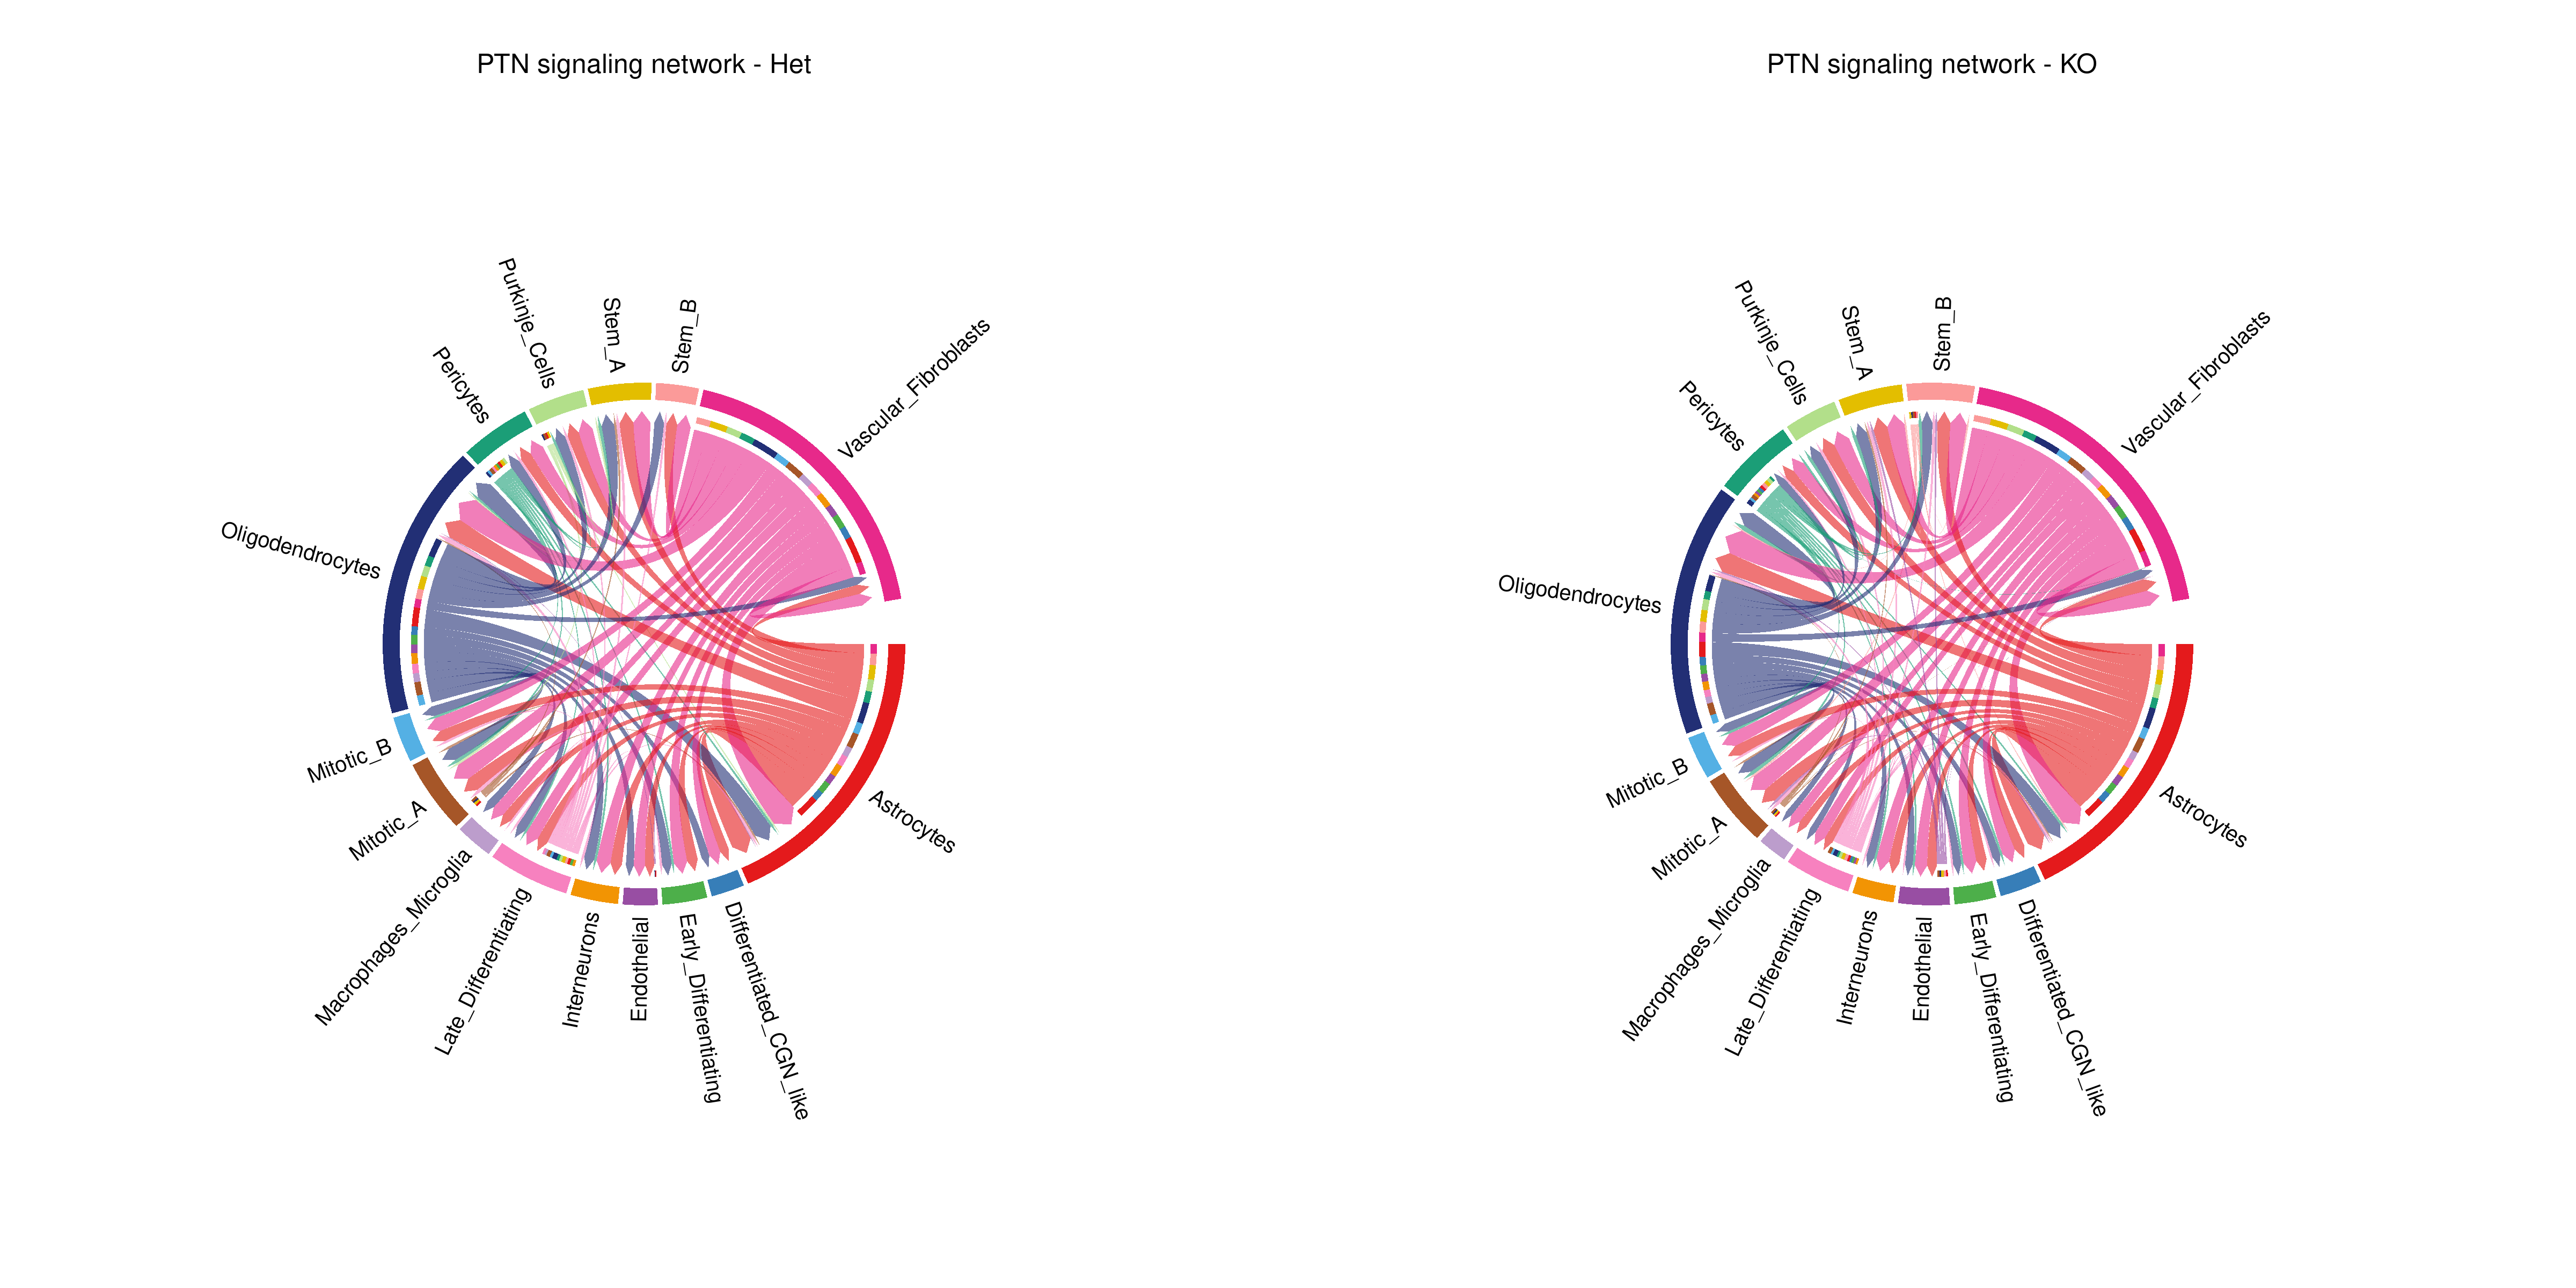 PTN signaling network - Het
Purkinje_Cells
Stem_A
Stem_B
Pericytes
Vascular_Fibroblasts
Oligodendrocytes
Mitotic_B
Mitotic_A
Macrophages_Microglia
Late_Differentiating
Interneurons
Endothelial
Early_Differentiating
Differentiated_CGN_like
Astrocytes
PTN signaling network - KO
Purkinje_Cells
Stem_A
Stem_B
Pericytes
Vascular_Fibroblasts
Oligodendrocytes
Mitotic_B
Mitotic_A
Macrophages_Microglia
Late_Differentiating
Interneurons
Endothelial
Early_Differentiating
Differentiated_CGN_like
Astrocytes